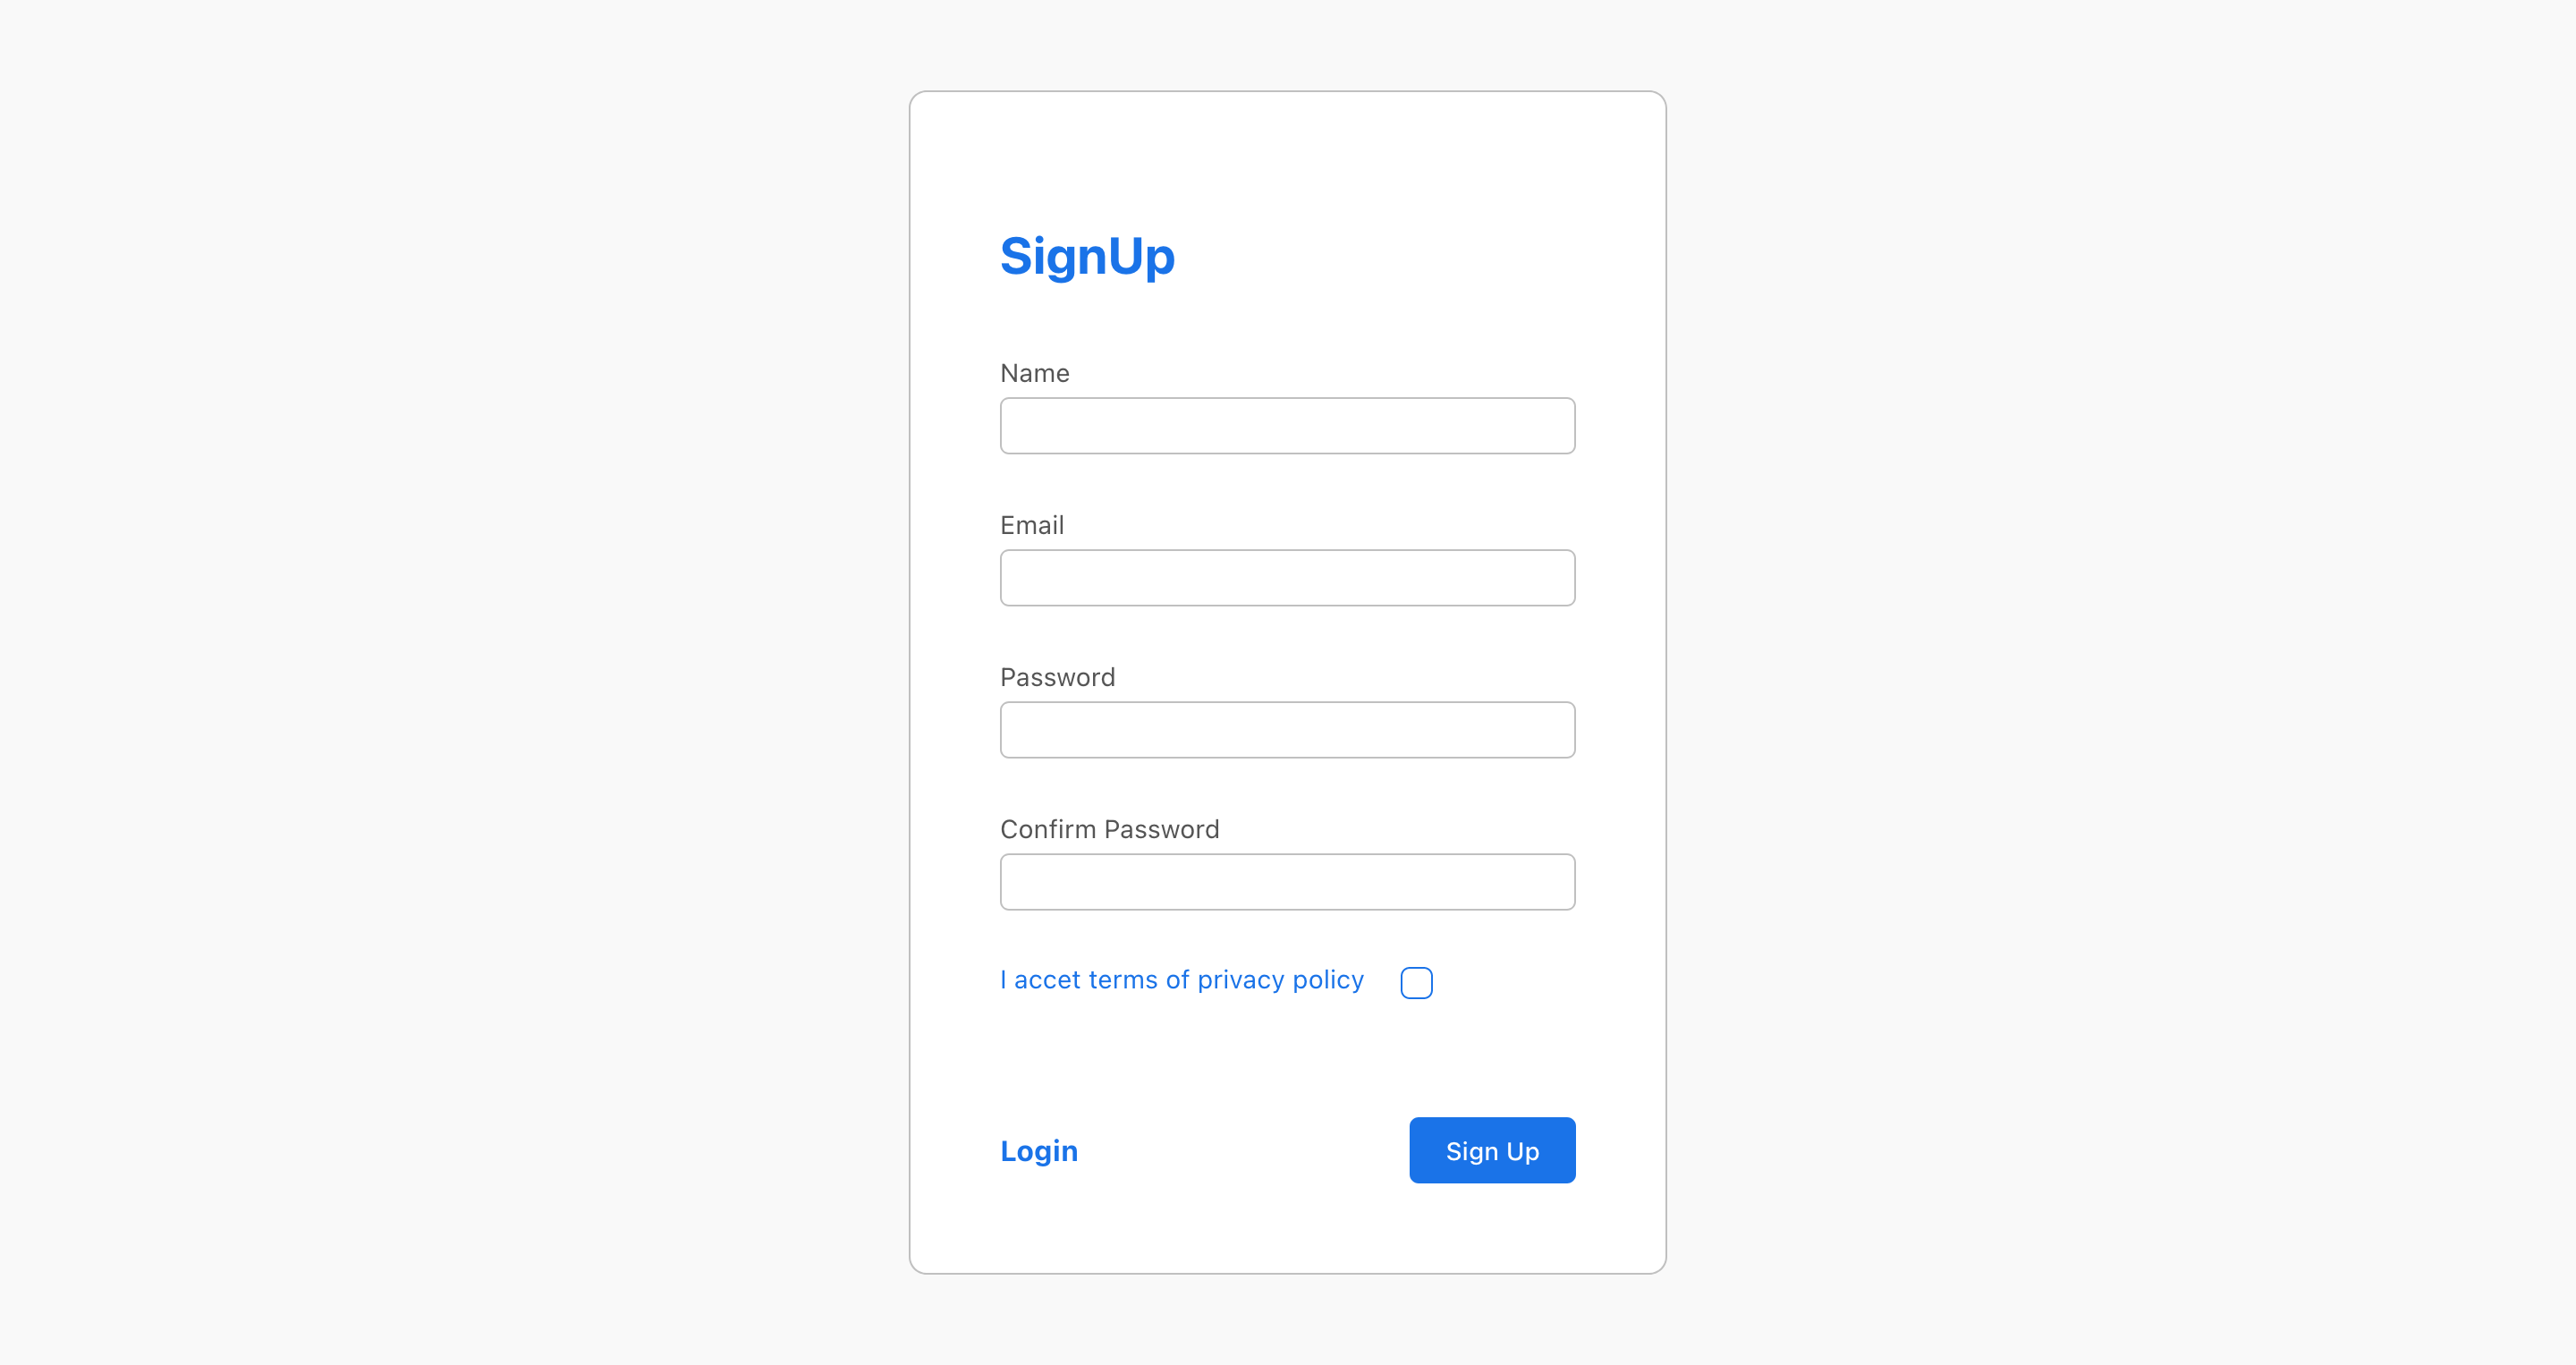 SignUp
Name
Email
Password
Confirm Password
I accet terms of privacy policy
Login
Sign Up